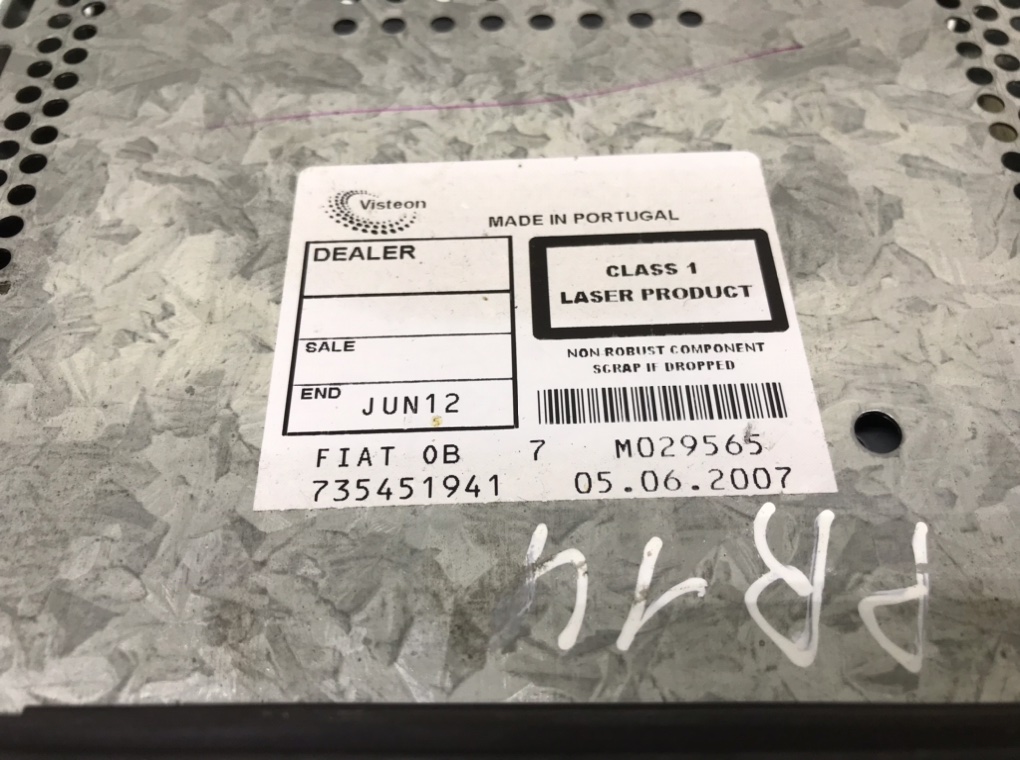 Visteon
MADE IN PORTUGAL
DEALER
CLASS 1
LASER PRODUCT
SALE
NON ROBUST COMPONENT
SCRAP IF DROPPED
END JUN12
FIAT 0B 7 M029565
735451941 05.06.2007